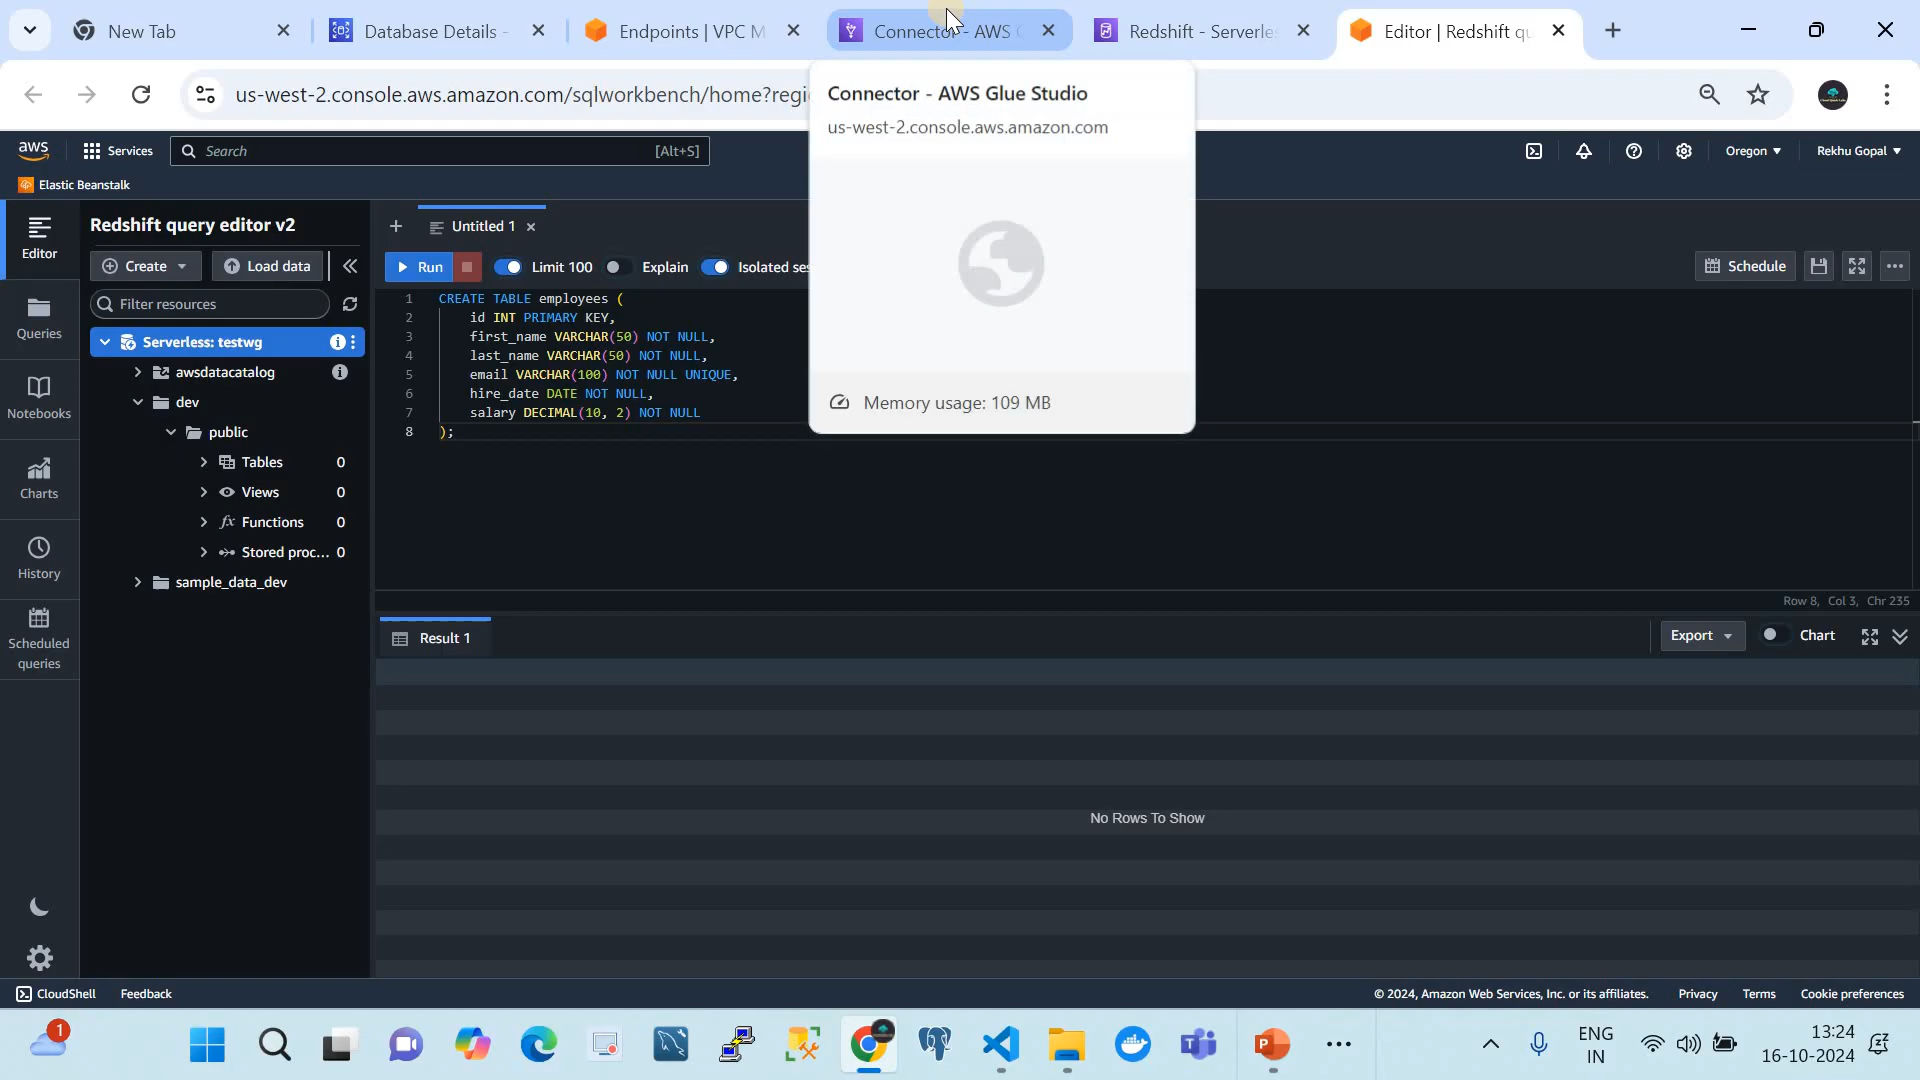 New Tab
Database Details -
Endpoints | VPC M
Connector - AWS G
Redshift - Serverles
Editor | Redshift qu
us-west-2.console.aws.amazon.com/sqlworkbench/home?regi
Connector - AWS Glue Studio
us-west-2.console.aws.amazon.com
Memory usage: 109 MB
aws
Services
Search
[Alt+S]
Oregon
Rekhu Gopal
Elastic Beanstalk
Editor
Queries
Notebooks
Charts
History
Scheduled
queries
Redshift query editor v2
Create
Load data
Filter resources
Serverless: testwg
awsdatacatalog
dev
public
Tables 0
Views 0
Functions 0
Stored proc... 0
sample_data_dev
Untitled 1
Run
Limit 100
Explain
Isolated ses
Schedule
1 CREATE TABLE employees (
2 id INT PRIMARY KEY,
3 first_name VARCHAR(50) NOT NULL,
4 last_name VARCHAR(50) NOT NULL,
5 email VARCHAR(100) NOT NULL UNIQUE,
6 hire_date DATE NOT NULL,
7 salary DECIMAL(10, 2) NOT NULL
8 );
Row 8, Col 3, Chr 235
Result 1
Export
Chart
No Rows To Show
CloudShell
Feedback
© 2024, Amazon Web Services, Inc. or its affiliates.
Privacy
Terms
Cookie preferences
1
ENG
IN
13:24
16-10-2024